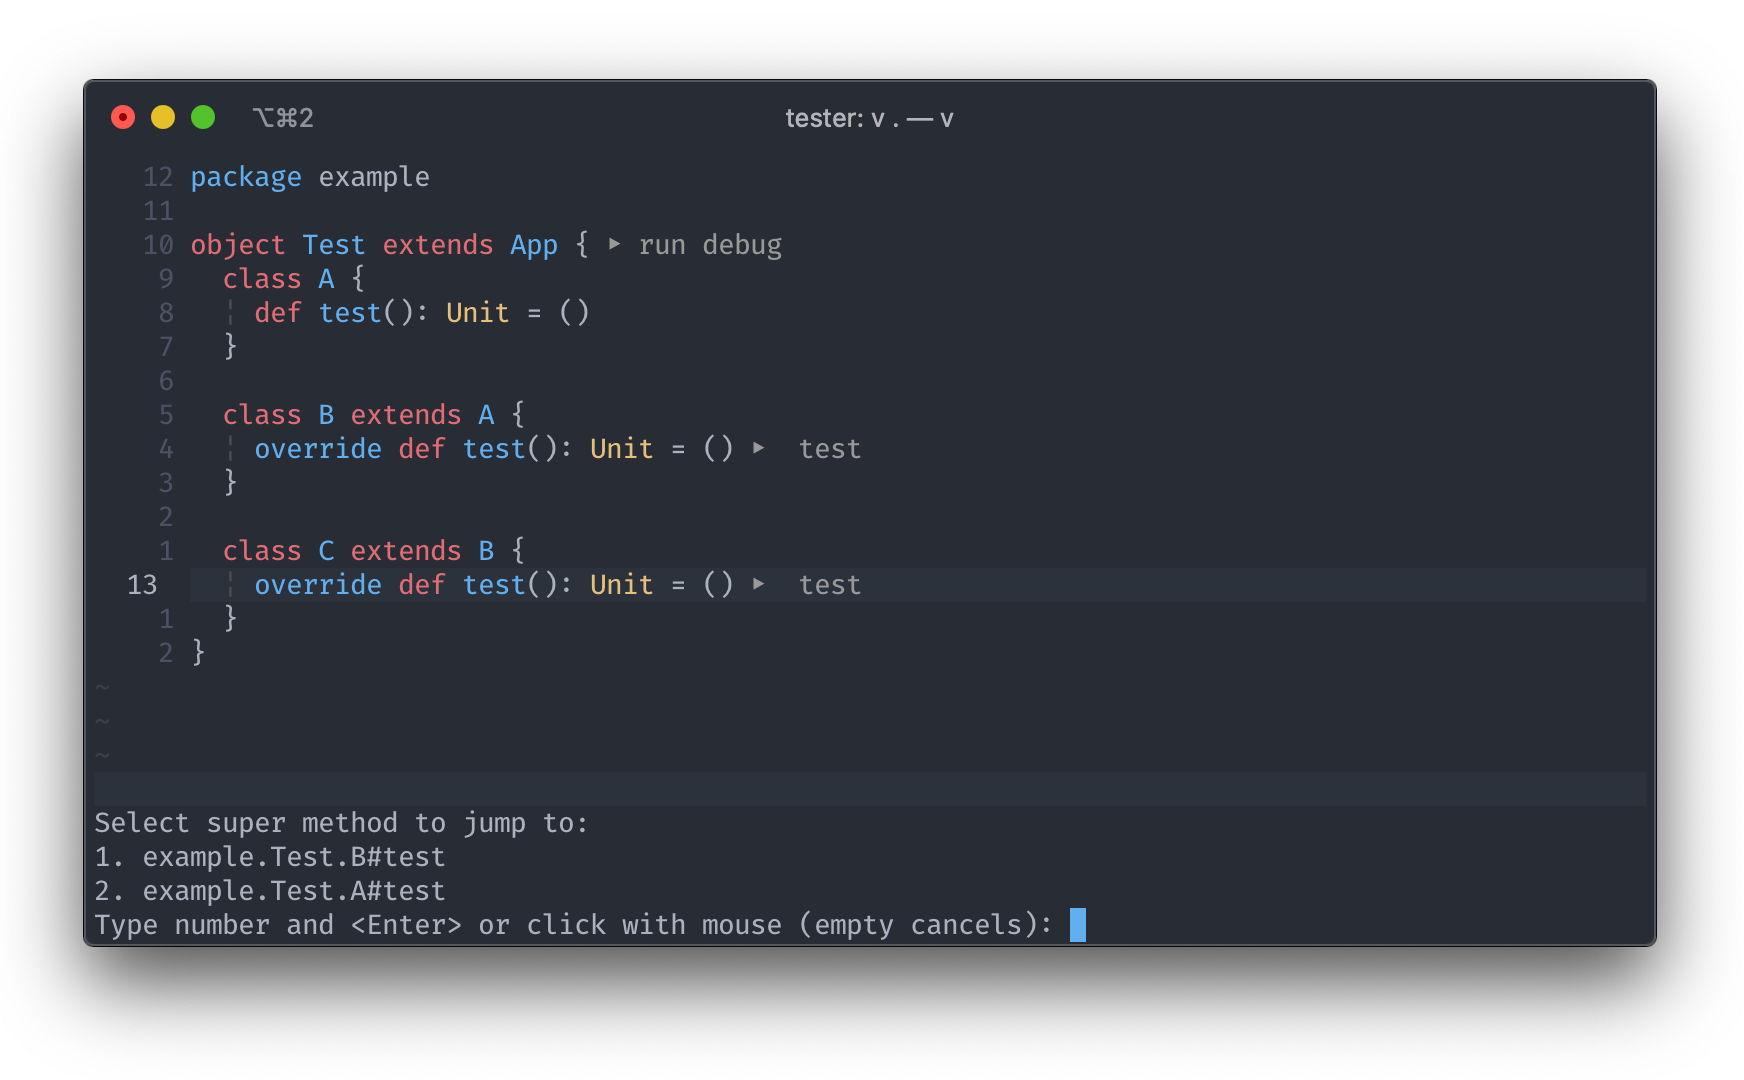 ⌥⌘2 tester: v . — v
12 package example
11
10 object Test extends App { ▸ run debug
9 class A {
8 ¦ def test(): Unit = ()
7 }
6
5 class B extends A {
4 ¦ override def test(): Unit = () ▸ test
3 }
2
1 class C extends B {
13 ¦ override def test(): Unit = () ▸ test
1 }
2 }
~
~
~
Select super method to jump to:
1. example.Test.B#test
2. example.Test.A#test
Type number and <Enter> or click with mouse (empty cancels):